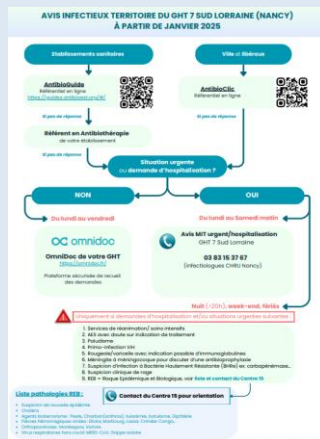 AVIS INFECTIEUX TERRITOIRE DU GHT 7 SUD LORRAINE (NANCY)
À PARTIR DE JANVIER 2025
Etablissements sanitaires
Ville et libéraux
AntibioGuide
Référentiel en ligne
AntibioClic
Référentiel en ligne
Si pas de réponse
Si pas de réponse
Référent en Antibiothérapie
de votre établissement
Si pas de réponse
Situation urgente
ou demande d'hospitalisation ?
NON
OUI
Du lundi au vendredi
Du lundi au Samedi matin
omnidoc
OmniDoc de votre GHT
https://omnidoc.fr/
Plateforme sécurisée de recueil
des demandes
Avis MIT urgent/hospitalisation
GHT 7 Sud Lorraine
03 83 15 37 67
(Infectiologues CHRU Nancy)
Nuit (>20h), week-end, fériés
Uniquement si demandes d'hospitalisation et/ou situations urgentes suivantes :
1. Services de réanimation/ soins intensifs
2. AES avec doute sur indication de traitement
3. Paludisme
4. Primo-infection VIH
5. Rougeole/varicelle avec indication possible d'immunoglobulines
6. Méningite à méningocoque pour discuter d'une antibioprophylaxie
7. Suspicion d'infection à Bactérie Hautement Résistante (BHRe) ex: carbapénémase...
8. Suspicion clinique de rage
9. REB = Risque Epidémique et Biologique, voir liste et contact du Centre 15
Liste pathologies REB :
Contact du Centre 15 pour orientation